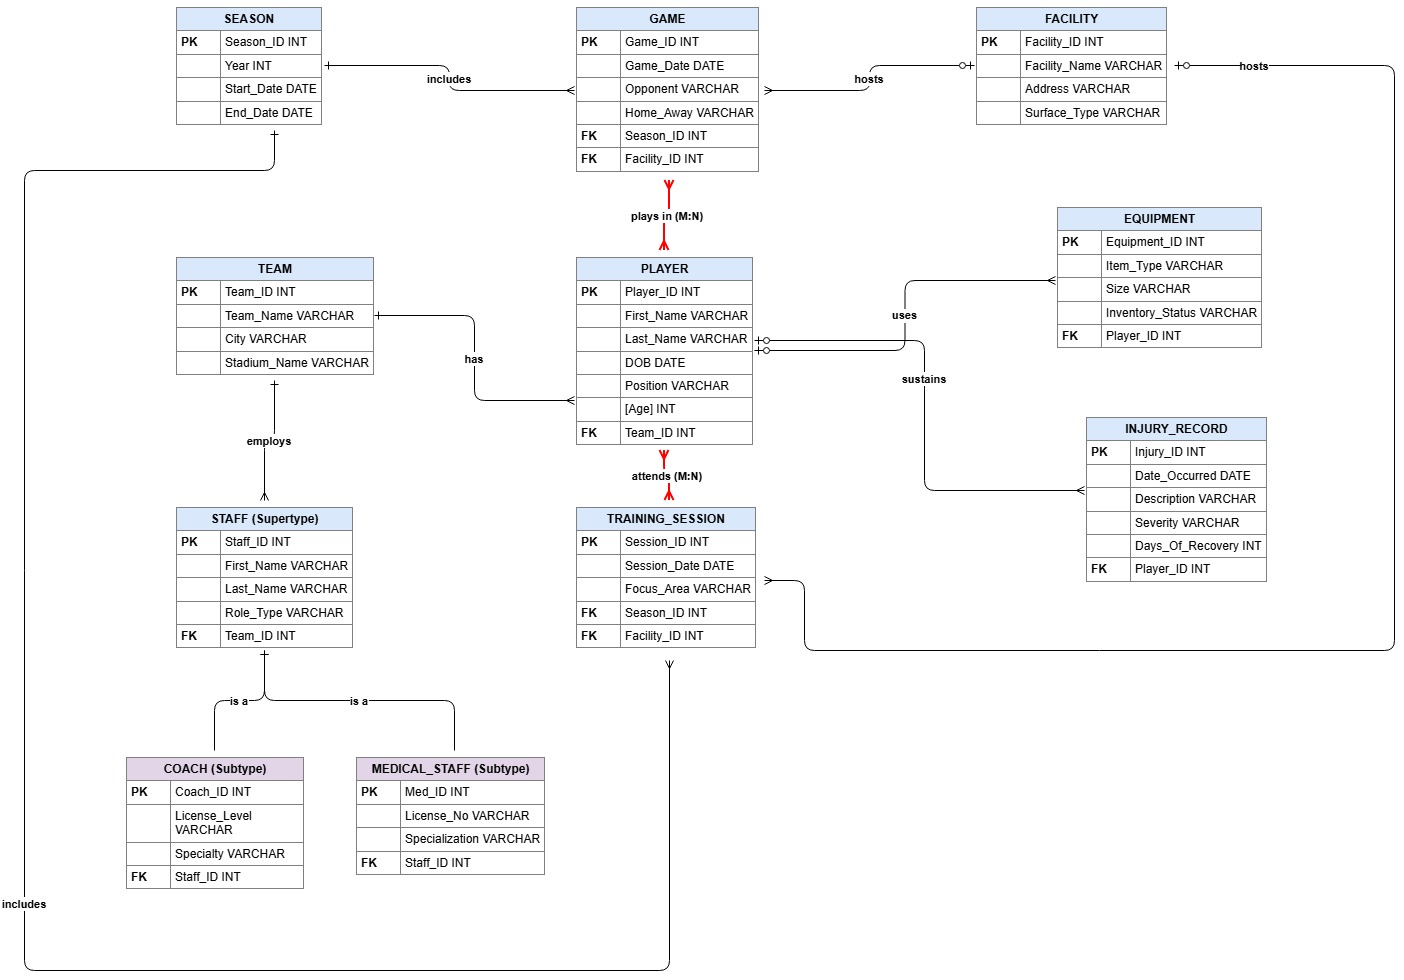 SEASON
PK Season_ID INT
Year INT
Start_Date DATE
End_Date DATE
includes
GAME
PK Game_ID INT
Game_Date DATE
Opponent VARCHAR
Home_Away VARCHAR
FK Season_ID INT
FK Facility_ID INT
hosts
FACILITY
PK Facility_ID INT
Facility_Name VARCHAR
Address VARCHAR
Surface_Type VARCHAR
hosts
plays in (M:N)
EQUIPMENT
PK Equipment_ID INT
Item_Type VARCHAR
Size VARCHAR
Inventory_Status VARCHAR
FK Player_ID INT
TEAM
PK Team_ID INT
Team_Name VARCHAR
City VARCHAR
Stadium_Name VARCHAR
has
PLAYER
PK Player_ID INT
First_Name VARCHAR
Last_Name VARCHAR
DOB DATE
Position VARCHAR
[Age] INT
FK Team_ID INT
uses
sustains
employs
attends (M:N)
INJURY_RECORD
PK Injury_ID INT
Date_Occurred DATE
Description VARCHAR
Severity VARCHAR
Days_Of_Recovery INT
FK Player_ID INT
STAFF (Supertype)
PK Staff_ID INT
First_Name VARCHAR
Last_Name VARCHAR
Role_Type VARCHAR
FK Team_ID INT
TRAINING_SESSION
PK Session_ID INT
Session_Date DATE
Focus_Area VARCHAR
FK Season_ID INT
FK Facility_ID INT
is a
is a
COACH (Subtype)
PK Coach_ID INT
License_Level
VARCHAR
Specialty VARCHAR
FK Staff_ID INT
MEDICAL_STAFF (Subtype)
PK Med_ID INT
License_No VARCHAR
Specialization VARCHAR
FK Staff_ID INT
includes